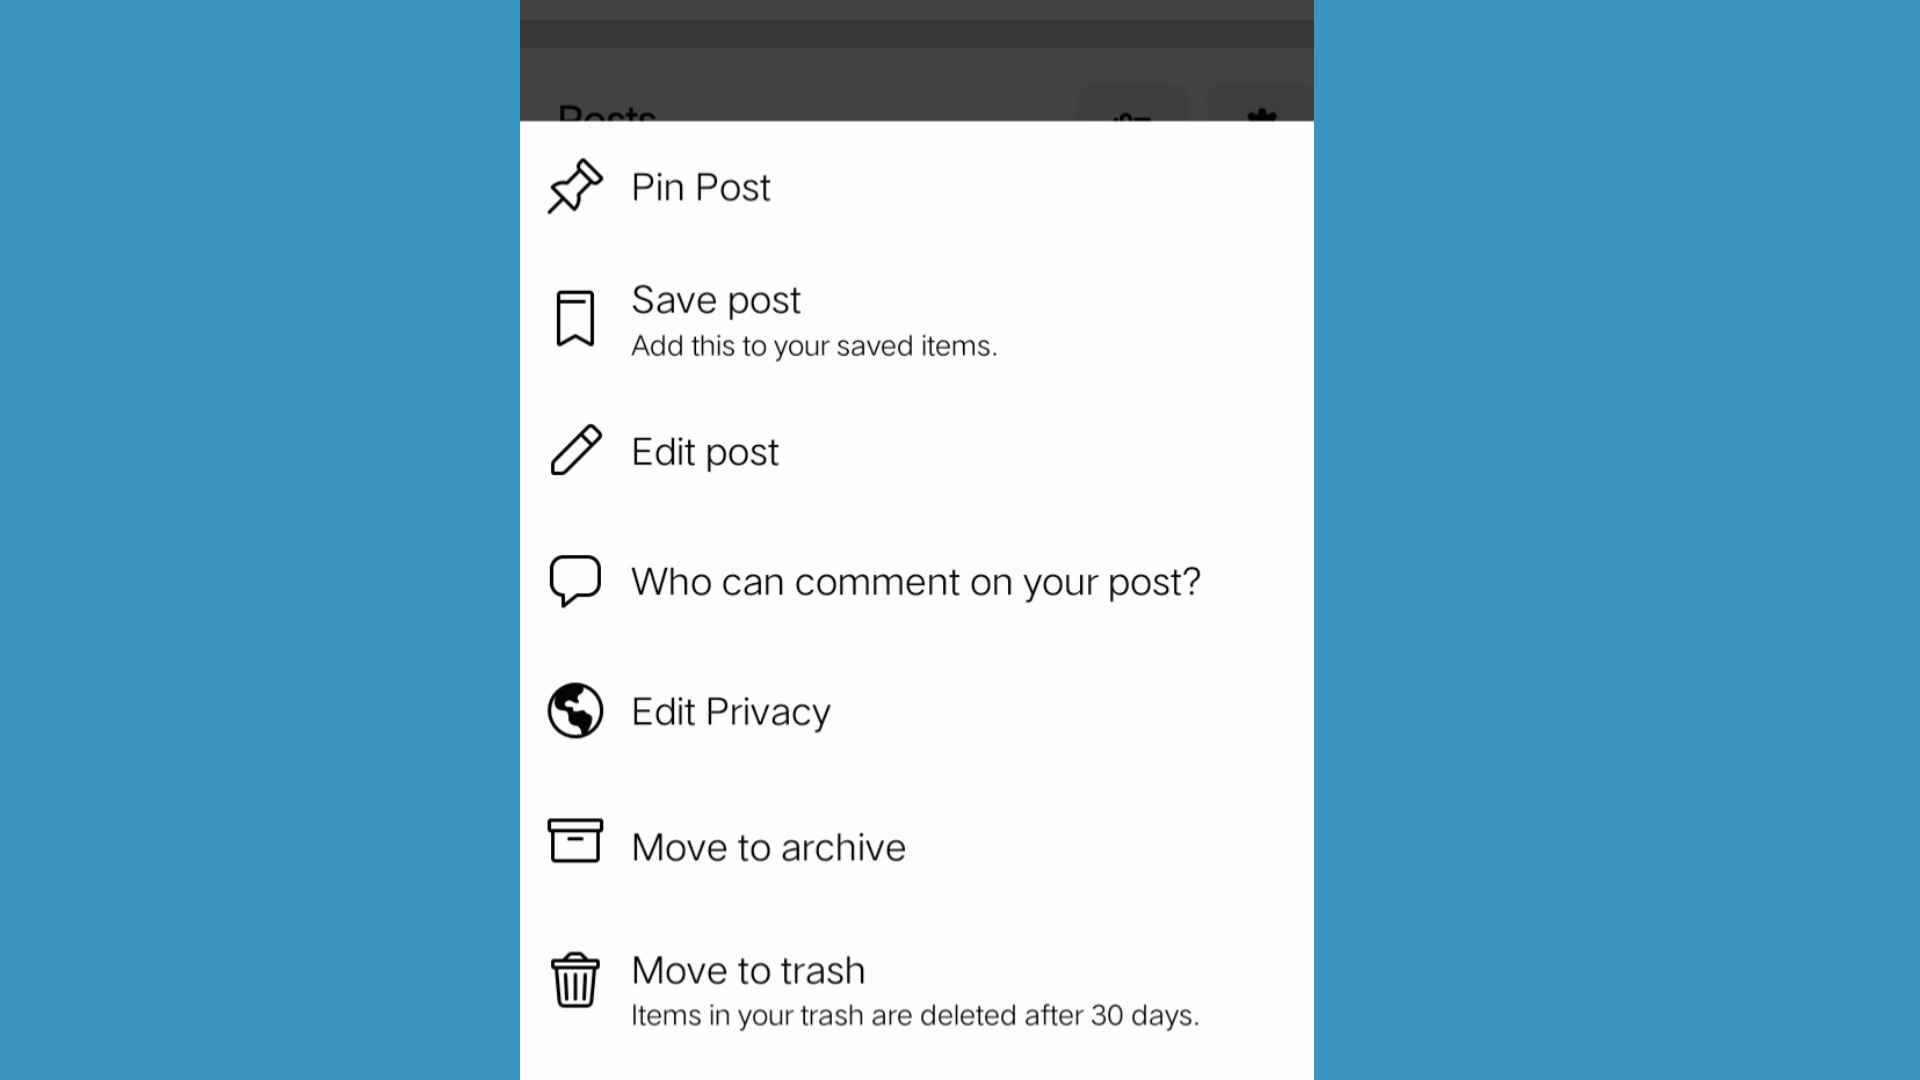 Posts
Pin Post
Save post
Add this to your saved items.
Edit post
Who can comment on your post?
Edit Privacy
Move to archive
Move to trash
Items in your trash are deleted after 30 days.